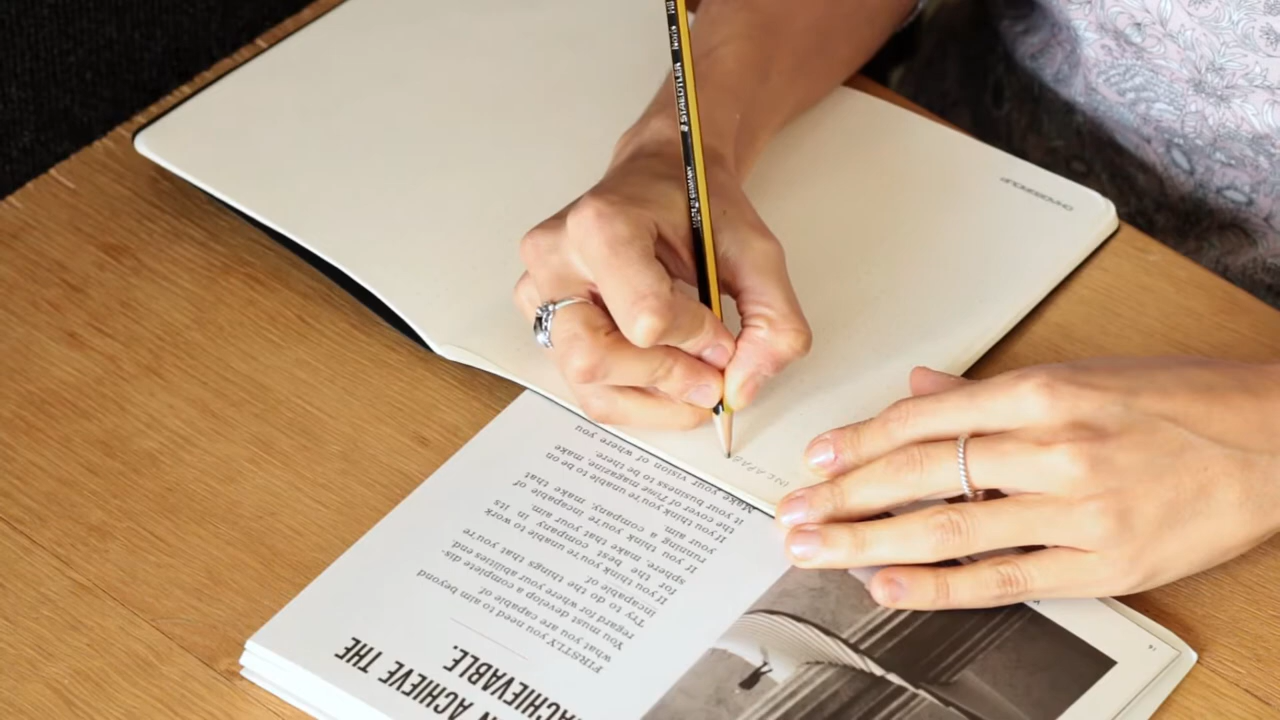 STAEDTLER Noris
MADE IN GERMANY
INCAPAB
N ACHIEVE THE
ACHIEVABLE.
FIRSTLY you need to aim beyond
what you are capable of
You must develop a complete dis-
regard for where your abilities end.
Try to do the things that you're
incapable of
If you think you're unable to work
for the best company in its
sphere, make that your aim.
If you think you're incapable of
running a company, make that
aim.
If you think you're unable to be on
the cover of Time magazine, make
it your business to be there.
Make your vision of where you